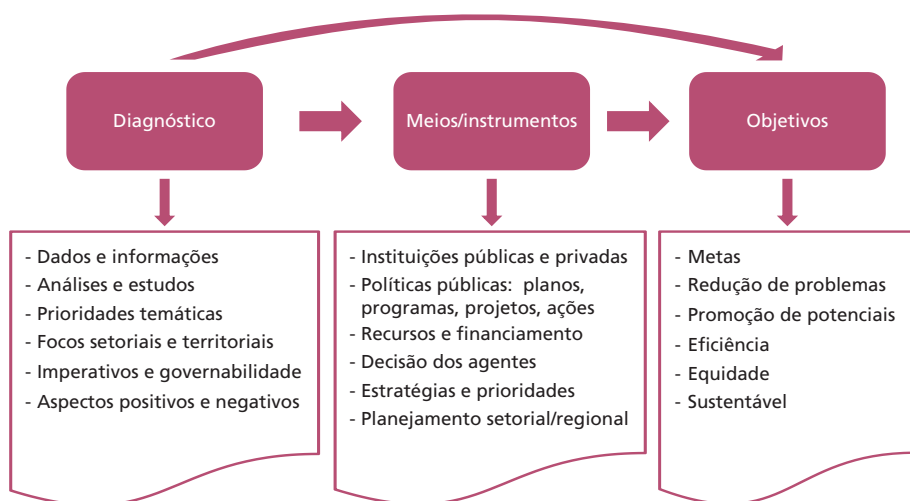 Diagnóstico
Meios/instrumentos
Objetivos
- Dados e informações
- Análises e estudos
- Prioridades temáticas
- Focos setoriais e territoriais
- Imperativos e governabilidade
- Aspectos positivos e negativos
- Instituições públicas e privadas
- Políticas públicas: planos,
programas, projetos, ações
- Recursos e financiamento
- Decisão dos agentes
- Estratégias e prioridades
- Planejamento setorial/regional
- Metas
- Redução de problemas
- Promoção de potenciais
- Eficiência
- Equidade
- Sustentável